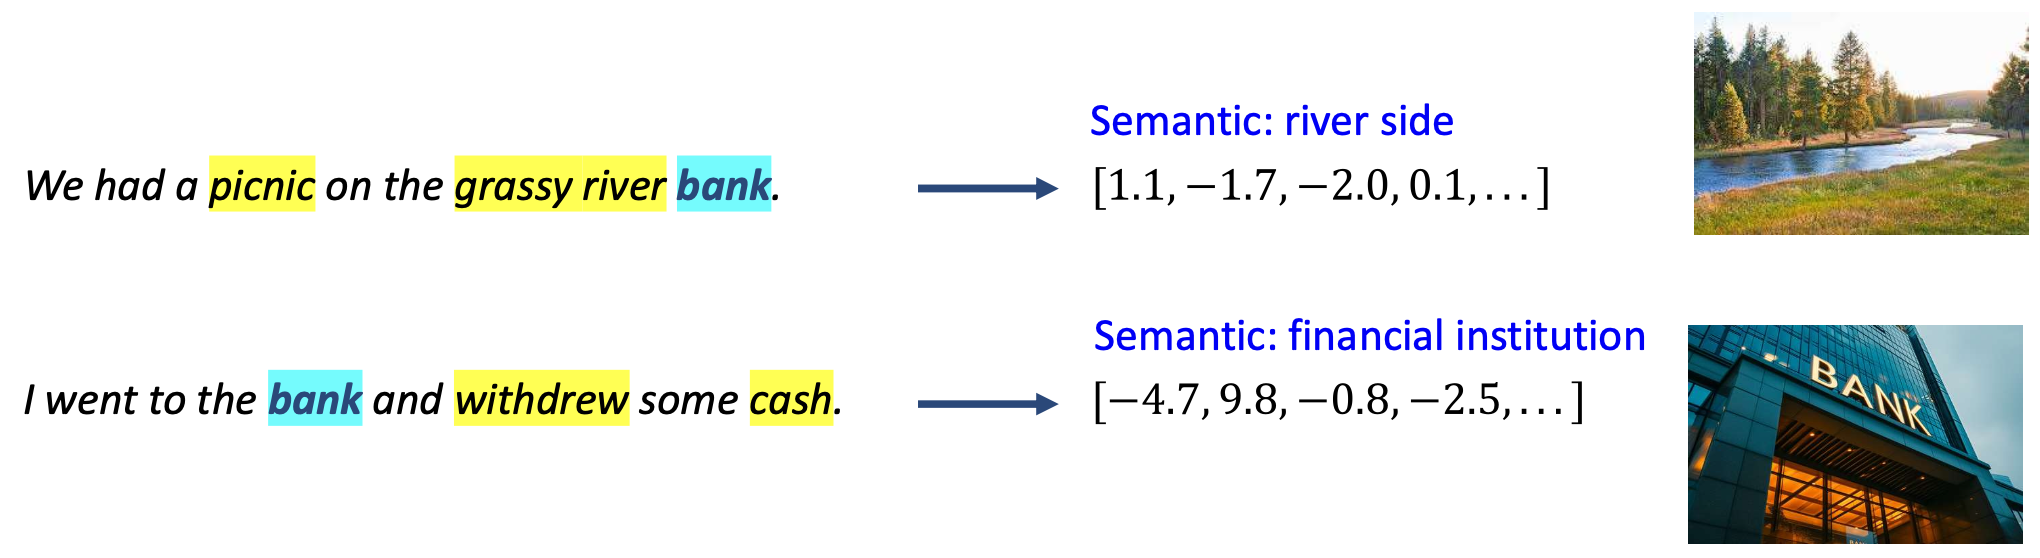 Semantic: river side
We had a picnic on the grassy river bank.
[1.1, −1.7, −2.0, 0.1, . . . ]
Semantic: financial institution
I went to the bank and withdrew some cash.
[−4.7, 9.8, −0.8, −2.5, . . . ]
BANK